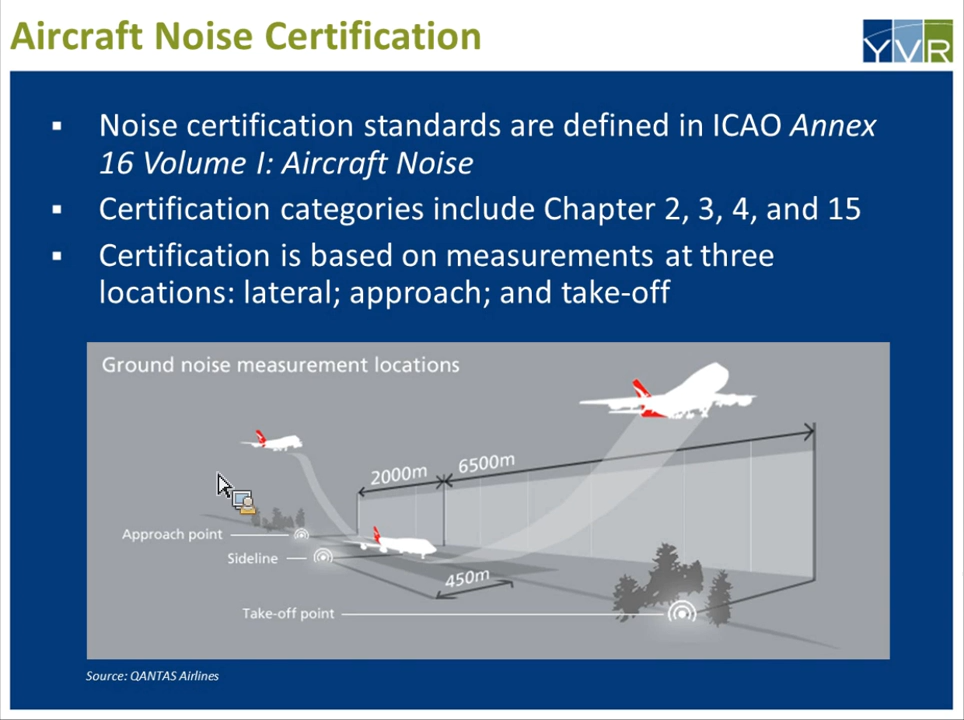 Aircraft Noise Certification
YVR
▪ Noise certification standards are defined in ICAO Annex
16 Volume I: Aircraft Noise
▪ Certification categories include Chapter 2, 3, 4, and 15
▪ Certification is based on measurements at three
locations: lateral; approach; and take-off
Ground noise measurement locations
2000m
6500m
Approach point
Sideline
450m
Take-off point
Source: QANTAS Airlines